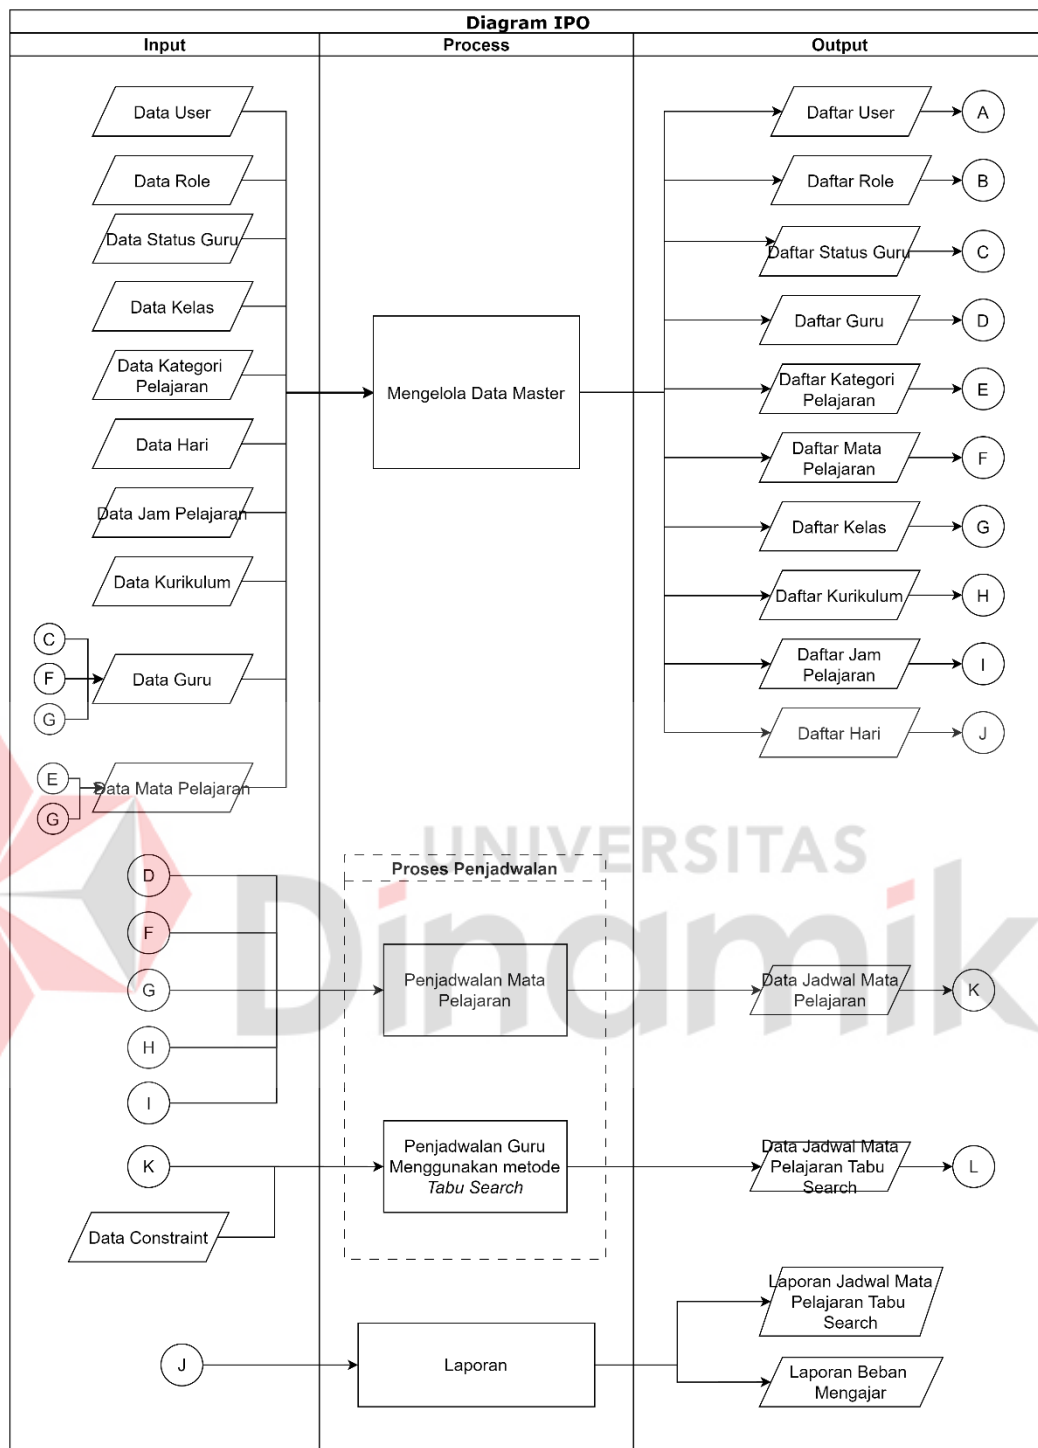 Diagram IPO
Input
Process
Output
Data User
Data Role
Data Status Guru
Data Kelas
Data Kategori
Pelajaran
Data Hari
Data Jam Pelajaran
Data Kurikulum
C
F
G
Data Guru
E
G
Data Mata Pelajaran
Mengelola Data Master
Daftar User
A
Daftar Role
B
Daftar Status Guru
C
Daftar Guru
D
Daftar Kategori
Pelajaran
E
Daftar Mata
Pelajaran
F
Daftar Kelas
G
Daftar Kurikulum
H
Daftar Jam
Pelajaran
I
Daftar Hari
J
UNIVERSITAS
Dinamika
D
F
G
H
I
Proses Penjadwalan
Penjadwalan Mata
Pelajaran
Data Jadwal Mata
Pelajaran
K
K
Data Constraint
Penjadwalan Guru
Menggunakan metode
Tabu Search
Data Jadwal Mata
Pelajaran Tabu
Search
L
J
Laporan
Laporan Jadwal Mata
Pelajaran Tabu
Search
Laporan Beban
Mengajar